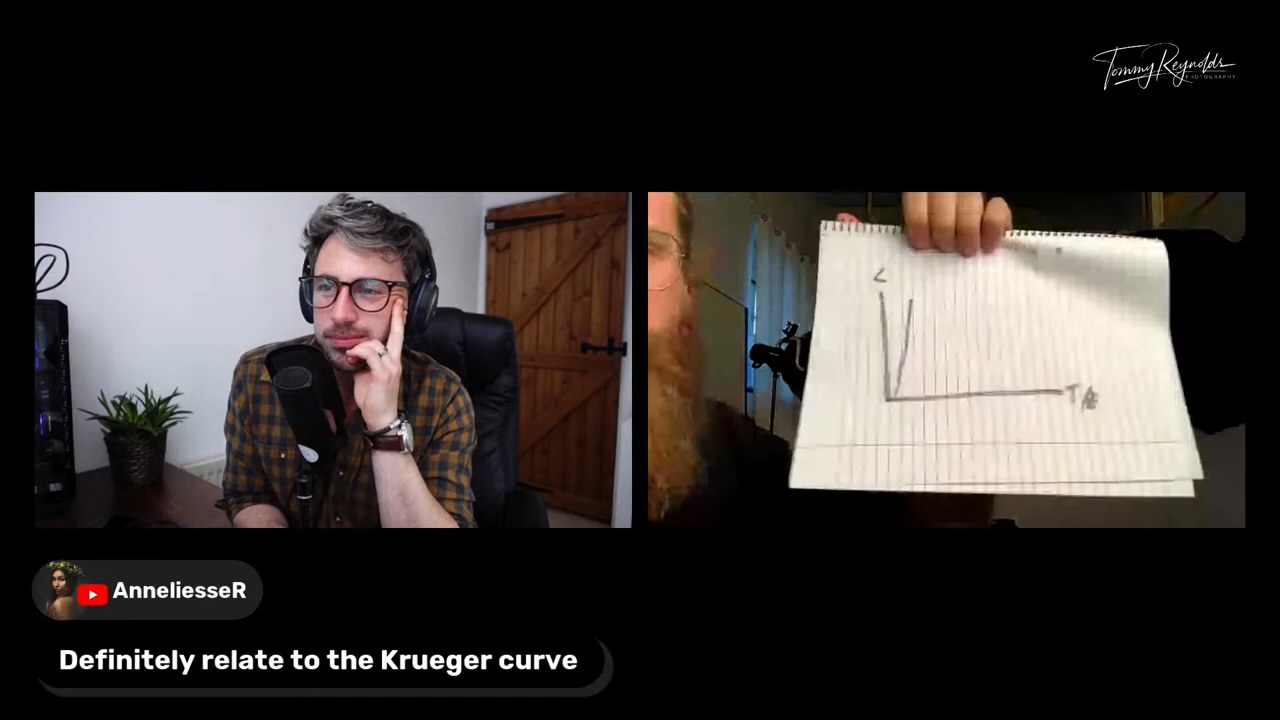 Tommy Reynolds
PHOTOGRAPHY
C
AnneliesseR
Definitely relate to the Krueger curve